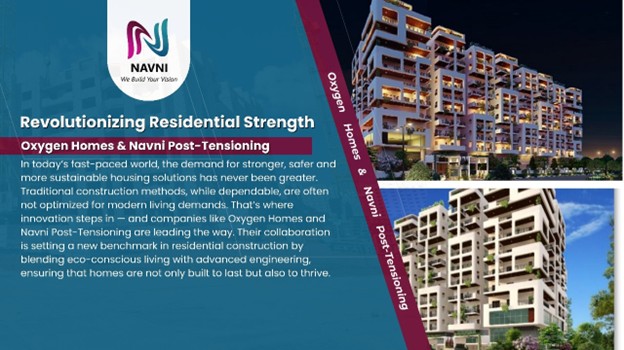 NAVNI
We Build Your Vision
Revolutionizing Residential Strength
Oxygen Homes & Navni Post-Tensioning
In today's fast-paced world, the demand for stronger, safer and
more sustainable housing solutions has never been greater.
Traditional construction methods, while dependable, are often
not optimized for modern living demands. That's where
innovation steps in — and companies like Oxygen Homes and
Navni Post-Tensioning are leading the way. Their collaboration
is setting a new benchmark in residential construction by
blending eco-conscious living with advanced engineering,
ensuring that homes are not only built to last but also to thrive.
Oxygen Homes & Navni Post-Tensioning